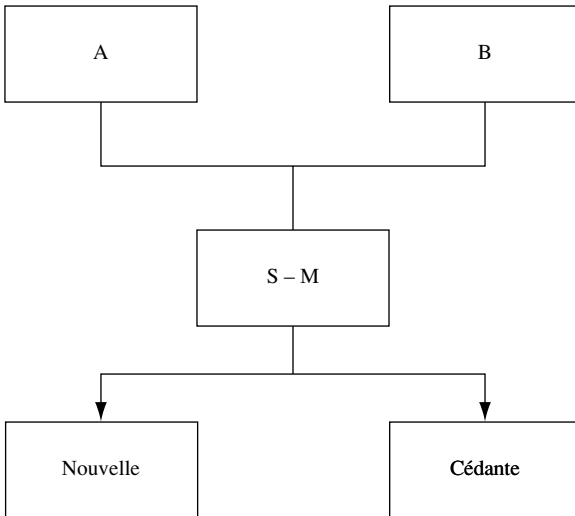 A
B
S – M
Nouvelle
Cédante